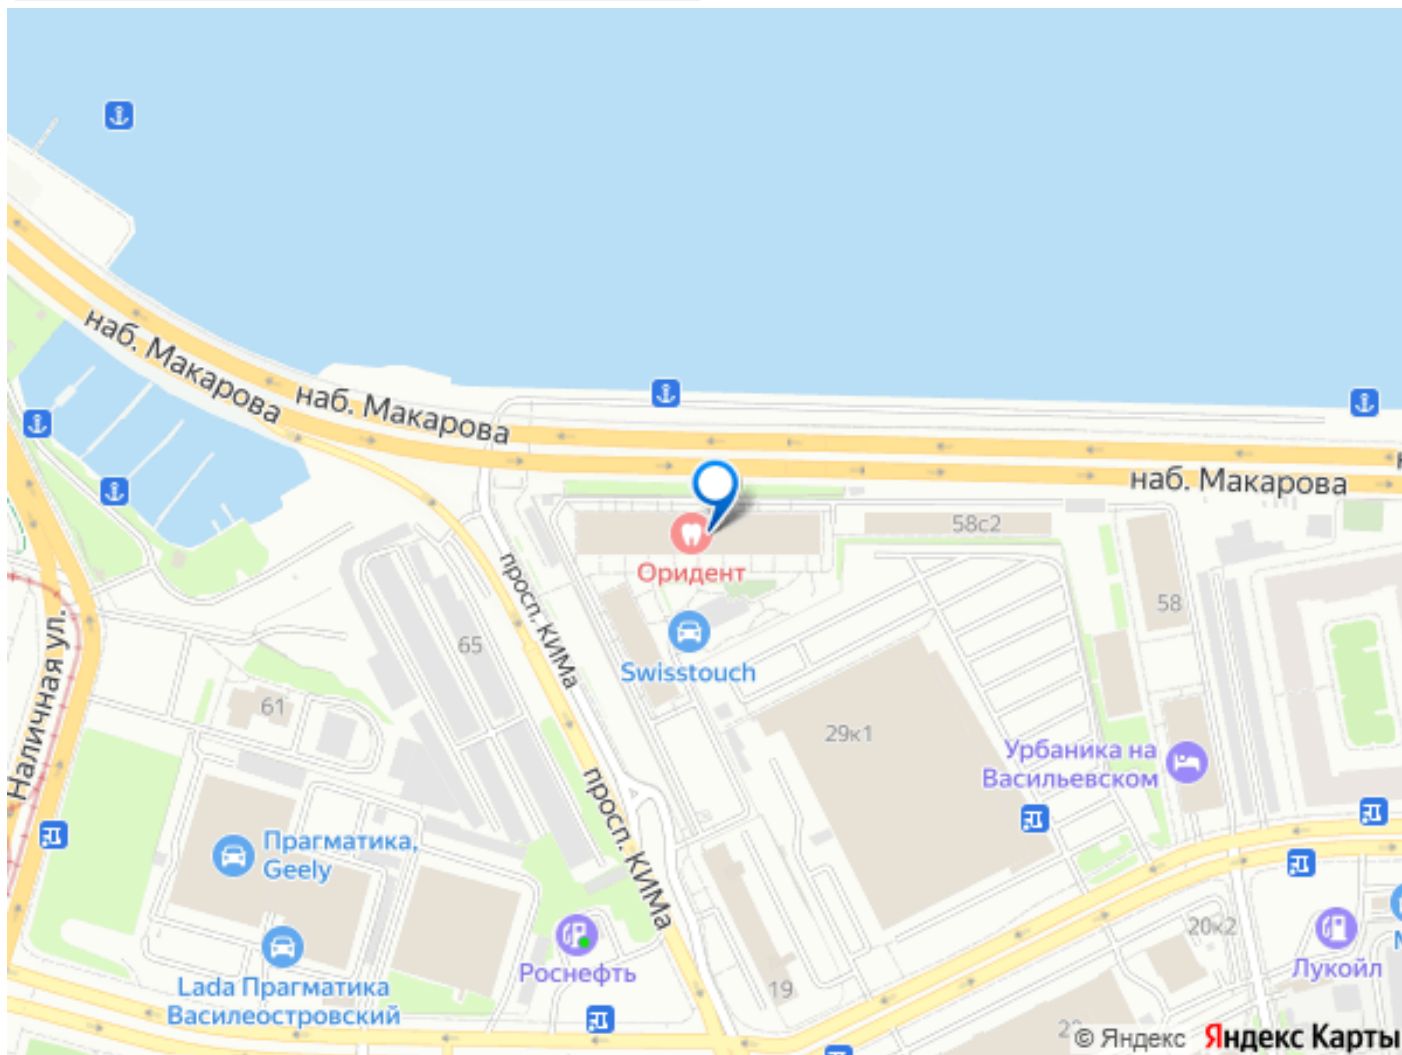 наб. Макарова
наб. Макарова
наб. Макарова
58с2
Оридент
просп. КИМа
58
Наличная ул.
65
Swisstouch
61
29к1
Урбаника на
Васильевском
просп. КИМа
Прагматика,
Geely
20к2
Роснефть
Лукойл
Lada Прагматика
Василеостровский
19
© Яндекс Яндекс Карты